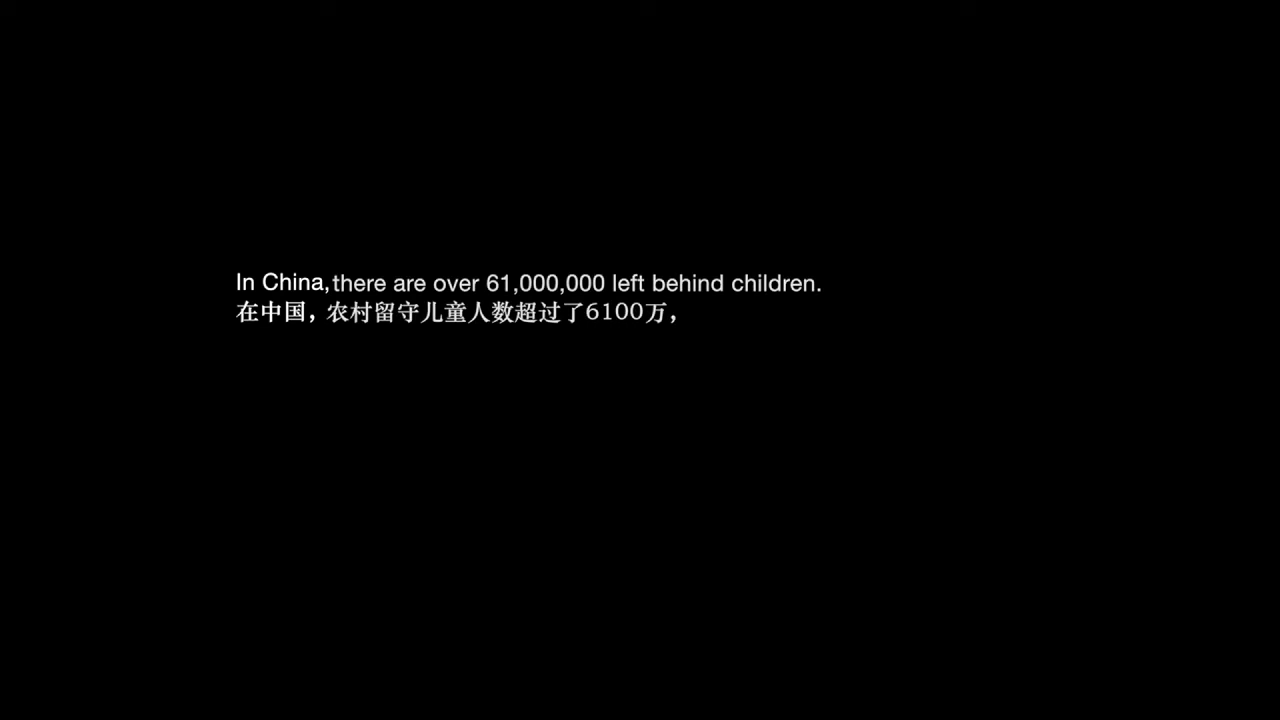 In China, there are over 61,000,000 left behind children.
在中国，农村留守儿童人数超过了6100万，